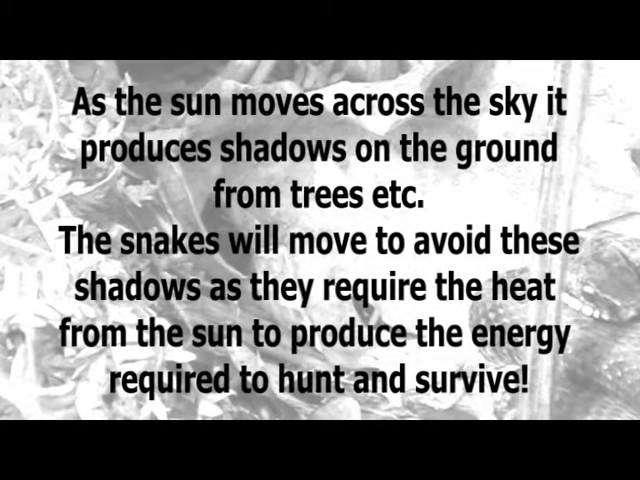 As the sun moves across the sky it
produces shadows on the ground
from trees etc.
The snakes will move to avoid these
shadows as they require the heat
from the sun to produce the energy
required to hunt and survive!